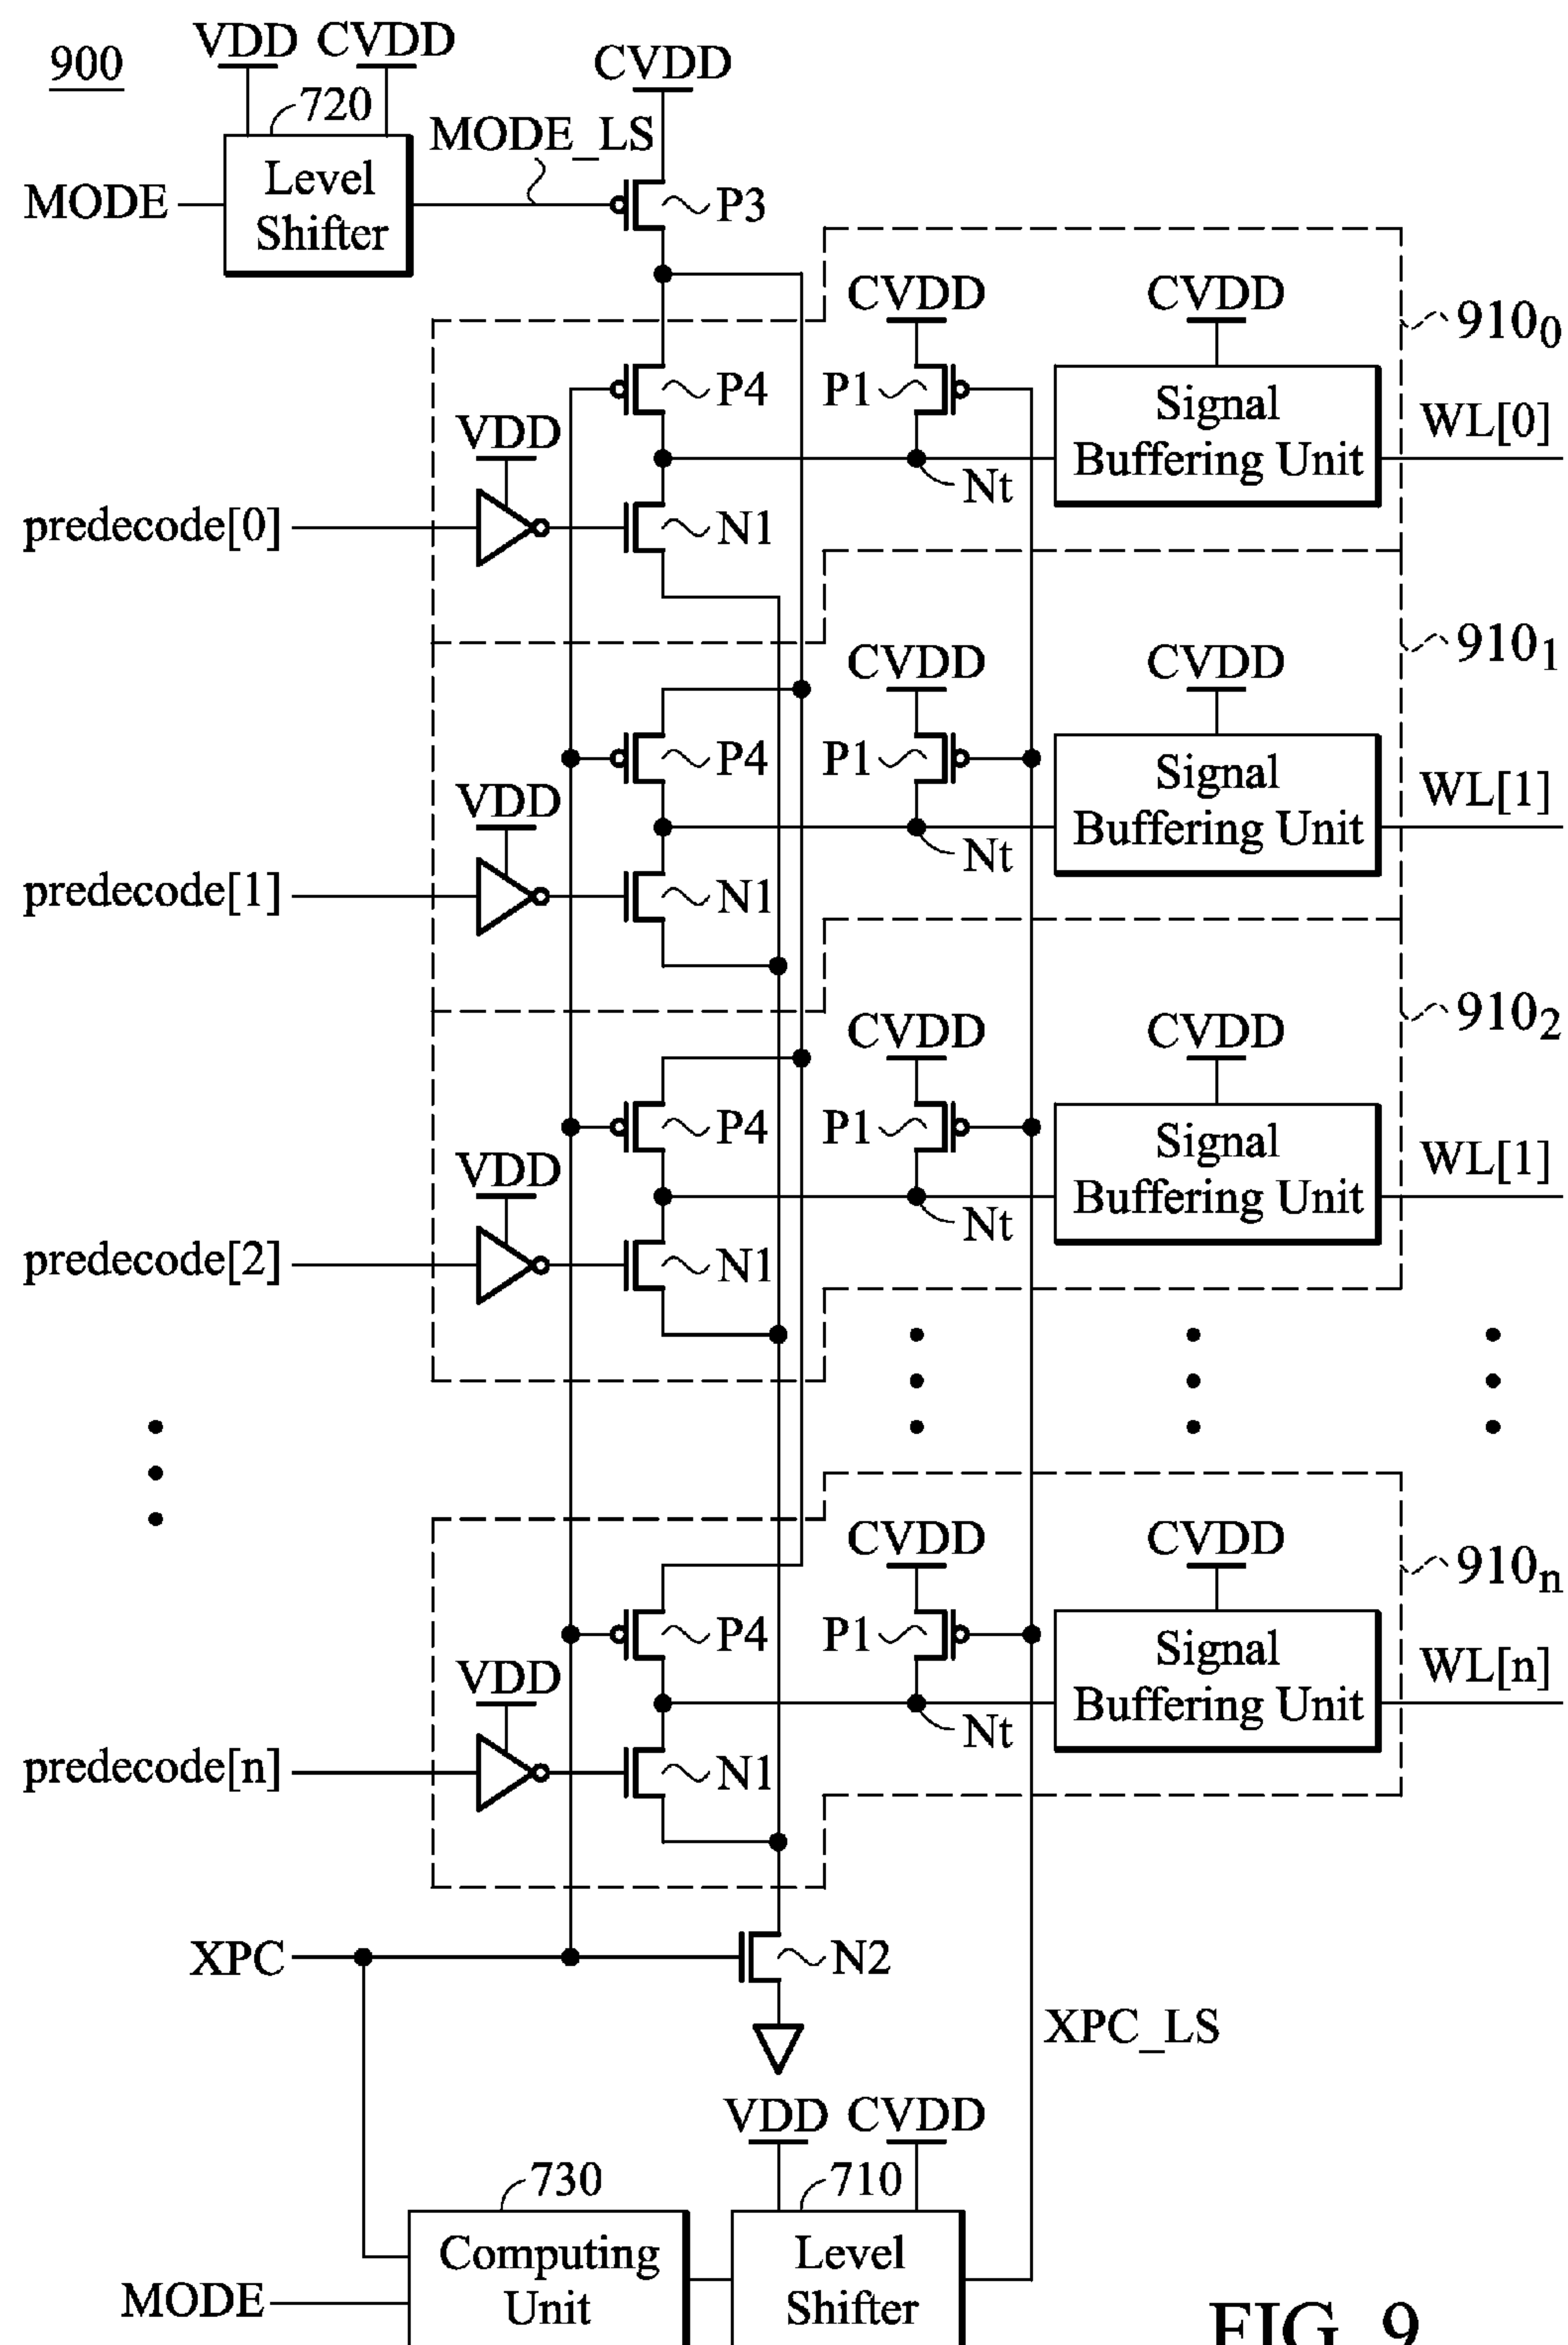 900
VDD CVDD
CVDD
720
MODE_LS
MODE
Level
Shifter
P3
CVDD
CVDD
910₀
P4
P1
Signal
Buffering Unit
WL[0]
VDD
Nt
predecode[0]
N1
910₁
CVDD
CVDD
P4
P1
Signal
Buffering Unit
WL[1]
VDD
Nt
predecode[1]
N1
910₂
CVDD
CVDD
P4
P1
Signal
Buffering Unit
WL[1]
VDD
Nt
predecode[2]
N1
CVDD
CVDD
910ₙ
P4
P1
Signal
Buffering Unit
WL[n]
VDD
Nt
predecode[n]
N1
XPC
N2
XPC_LS
VDD CVDD
730
710
Computing
Unit
Level
Shifter
MODE
FIG. 9